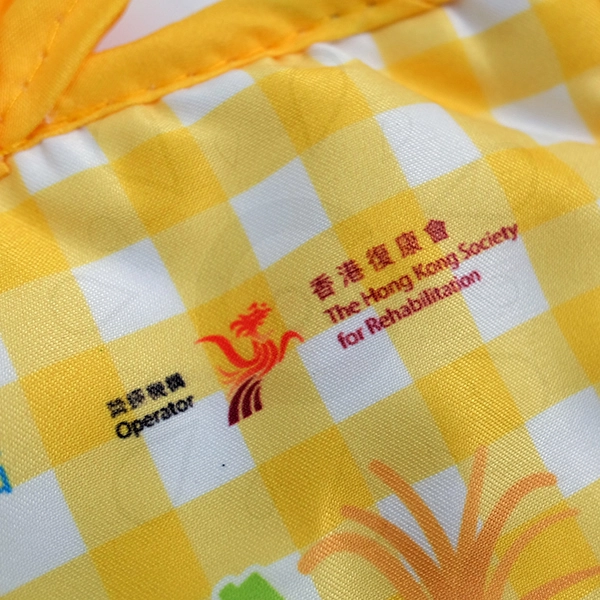 營辦機構
Operator
香港復康會
The Hong Kong Society
for Rehabilitation